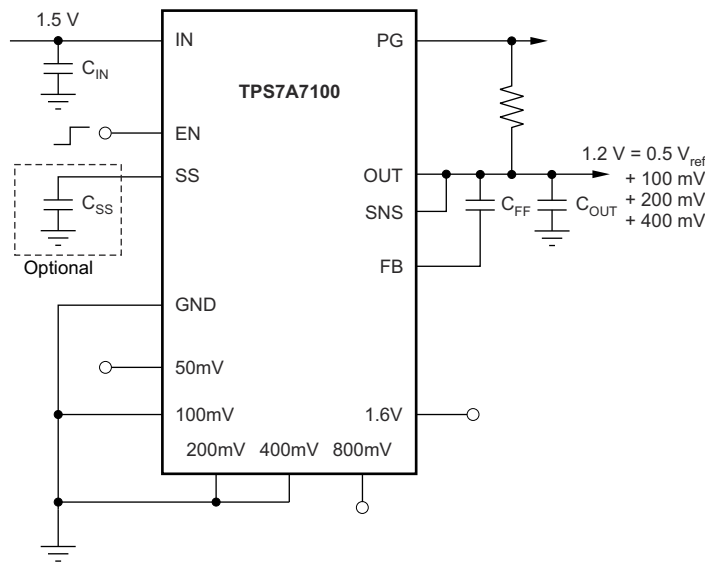 1.5 V
IN
PG
C_IN
TPS7A7100
EN
1.2 V = 0.5 V_ref
+ 100 mV
+ 200 mV
+ 400 mV
SS
OUT
C_SS
SNS
C_FF
C_OUT
Optional
FB
GND
50mV
100mV
1.6V
200mV 400mV 800mV